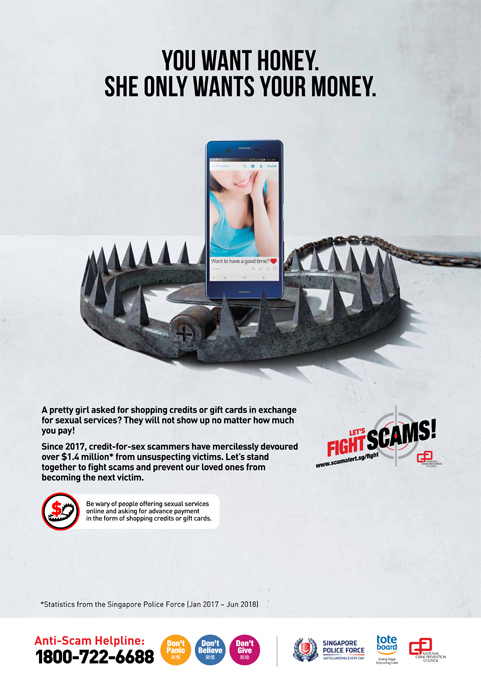 YOU WANT HONEY.
SHE ONLY WANTS YOUR MONEY.
Want to have a good time?
A pretty girl asked for shopping credits or gift cards in exchange
for sexual services? They will not show up no matter how much
you pay!
Since 2017, credit-for-sex scammers have mercilessly devoured
over $1.4 million* from unsuspecting victims. Let's stand
together to fight scams and prevent our loved ones from
becoming the next victim.
LET'S
FIGHT SCAMS!
www.scamalert.sg/fight
$
Be wary of people offering sexual services
online and asking for advance payment
in the form of shopping credits or gift cards.
*Statistics from the Singapore Police Force (Jan 2017 – Jun 2018)
Anti-Scam Helpline:
1800-722-6688
Don't
Panic
Don't
Believe
Don't
Give
SINGAPORE
POLICE FORCE
tote
board
Giving Hope.
Improving Lives.
NATIONAL
CRIME PREVENTION
COUNCIL